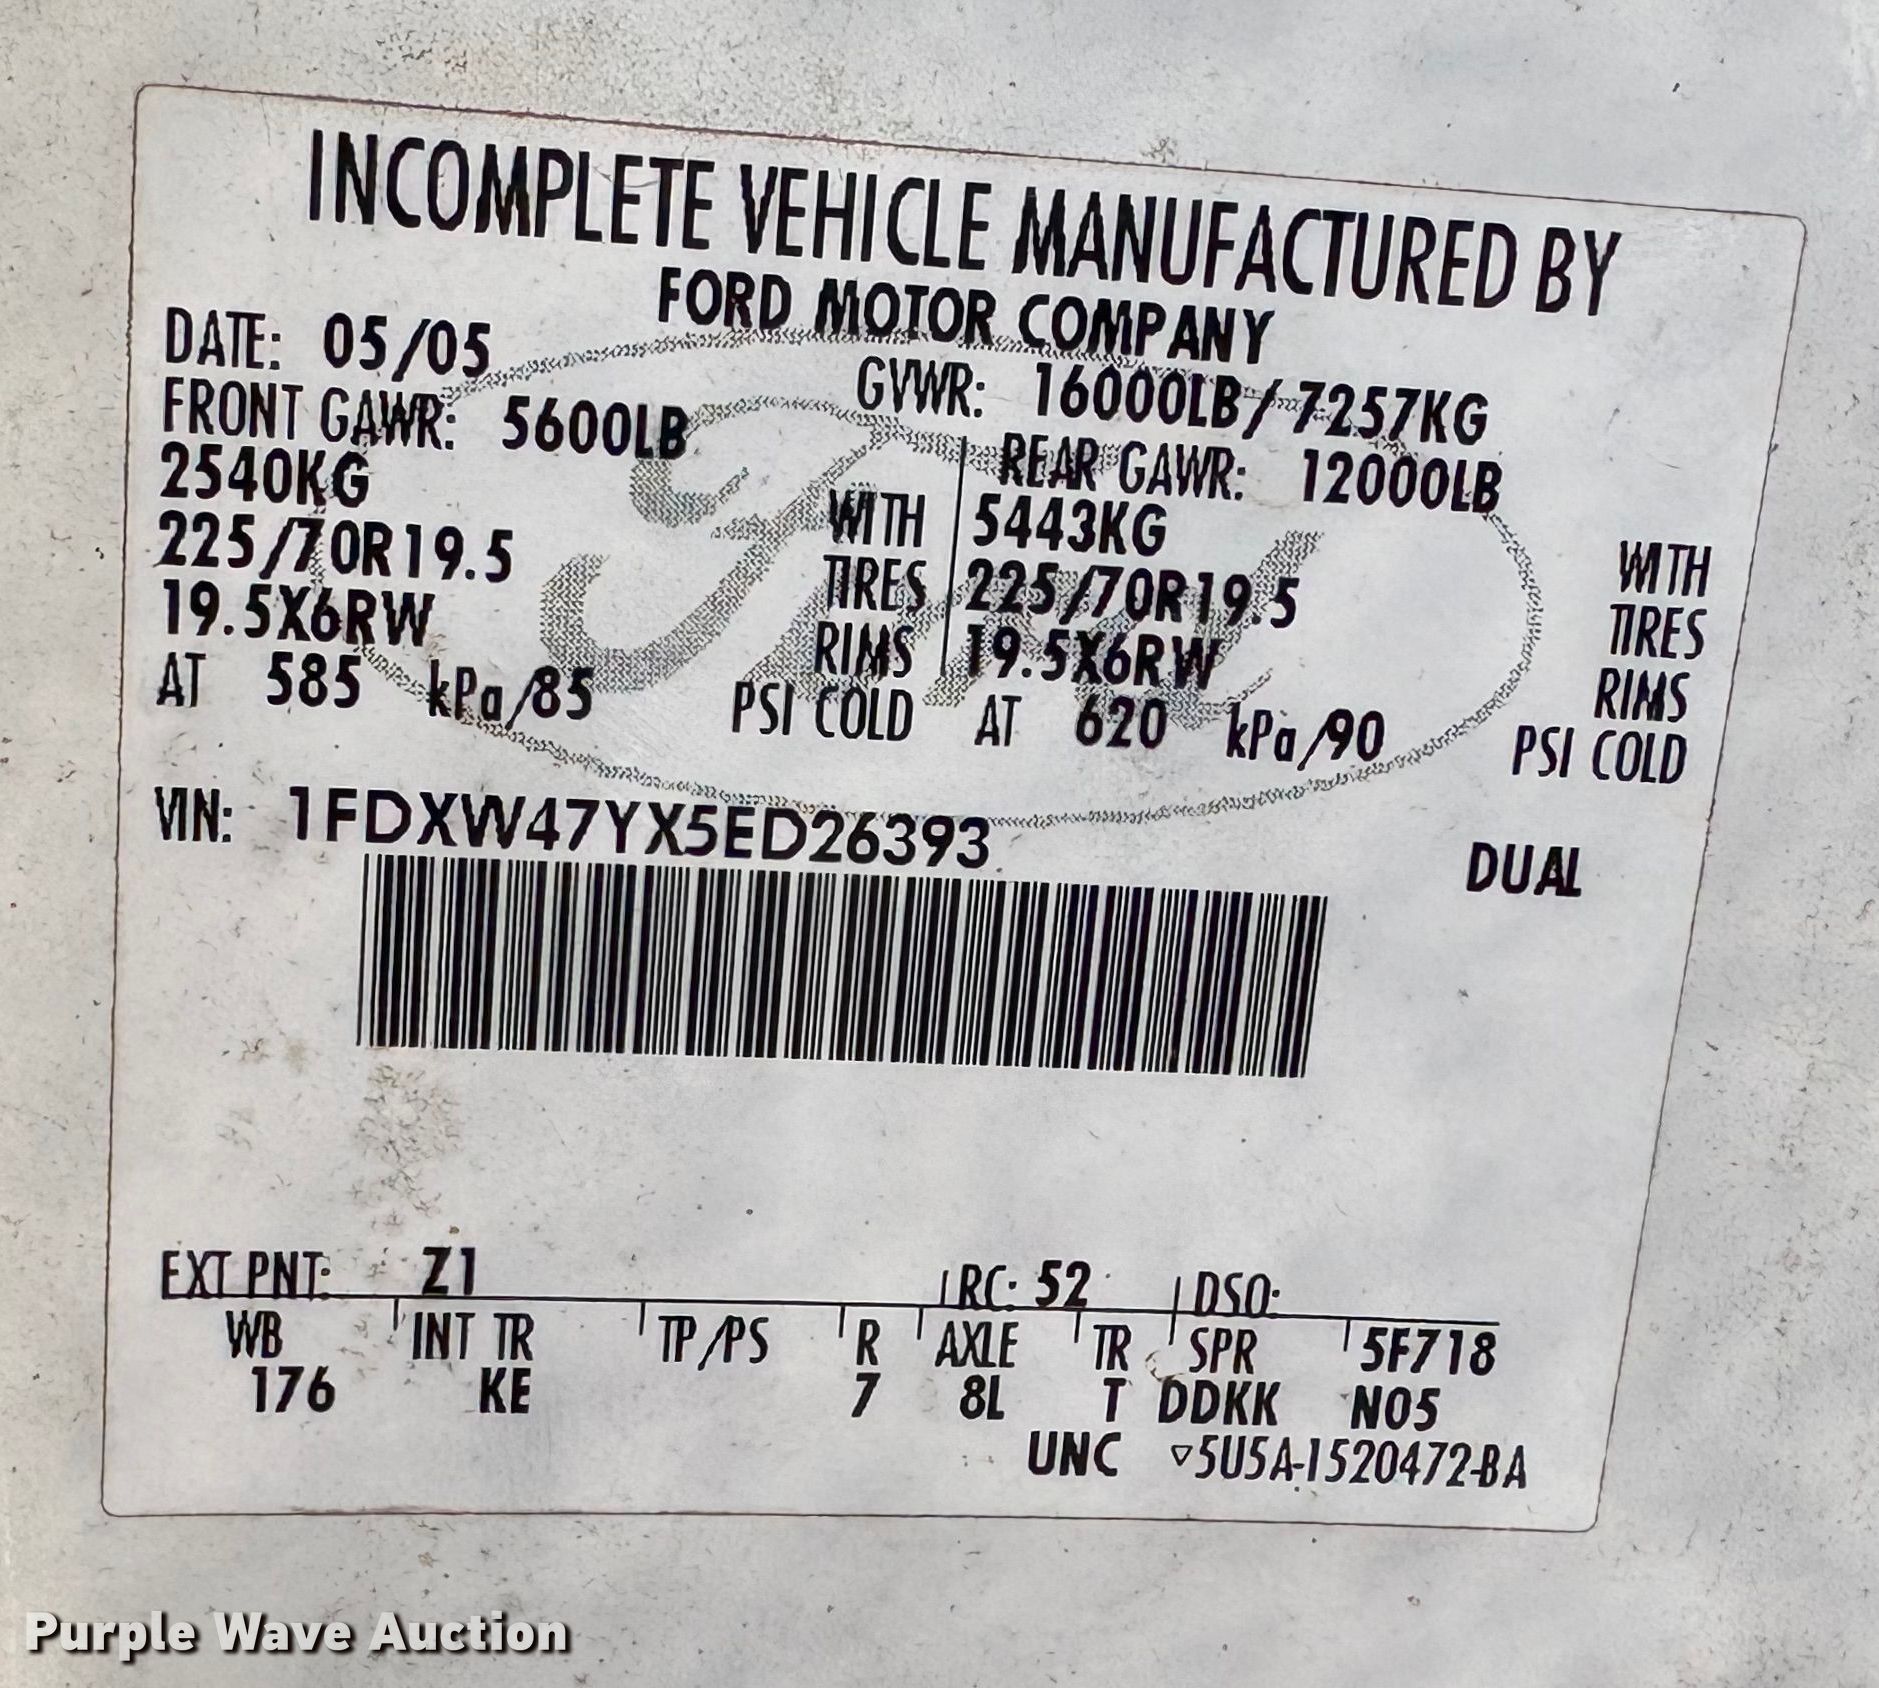 INCOMPLETE VEHICLE MANUFACTURED BY
FORD MOTOR COMPANY
DATE: 05/05 GVWR: 16000LB/7257KG
FRONT GAWR: 5600LB REAR GAWR: 12000LB
2540KG WITH 5443KG WITH
225/70R19.5 TIRES 225/70R19.5 TIRES
19.5X6RW RIMS 19.5X6RW RIMS
AT 585 kPa/85 PSI COLD AT 620 kPa/90 PSI COLD
VIN: 1FDXW47YX5ED26393 DUAL
Ford
EXT PNT: Z1 RC: 52 DSO:
WB INT TR TP/PS R AXLE TR SPR 5F718
176 KE 7 8L T DDKK N05
UNC ▽5U5A-1520472-BA
Purple Wave Auction